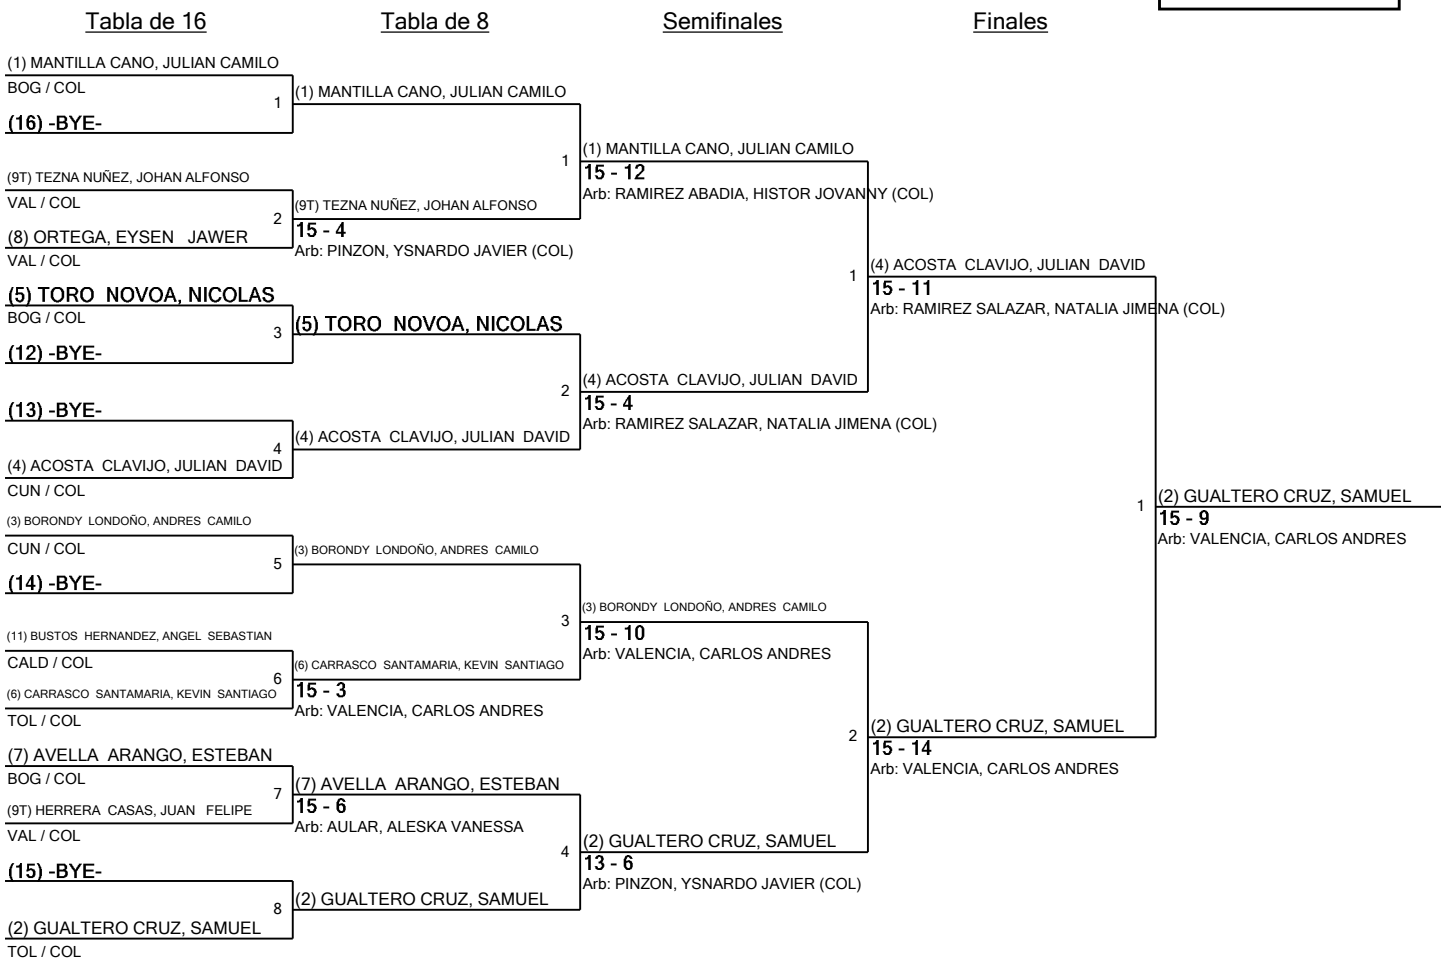 Tabla de 16
Tabla de 8
Semifinales
Finales
(1) MANTILLA CANO, JULIAN CAMILO
BOG / COL
1
(16) -BYE-
(9T) TEZNA NUÑEZ, JOHAN ALFONSO
VAL / COL
2
(8) ORTEGA, EYSEN JAWER
VAL / COL
(5) TORO NOVOA, NICOLAS
BOG / COL
3
(12) -BYE-
(13) -BYE-
4
(4) ACOSTA CLAVIJO, JULIAN DAVID
CUN / COL
(3) BORONDY LONDOÑO, ANDRES CAMILO
CUN / COL
5
(14) -BYE-
(11) BUSTOS HERNANDEZ, ANGEL SEBASTIAN
CALD / COL
6
(6) CARRASCO SANTAMARIA, KEVIN SANTIAGO
TOL / COL
(7) AVELLA ARANGO, ESTEBAN
BOG / COL
7
(9T) HERRERA CASAS, JUAN FELIPE
VAL / COL
(15) -BYE-
8
(2) GUALTERO CRUZ, SAMUEL
TOL / COL
(1) MANTILLA CANO, JULIAN CAMILO
1
(9T) TEZNA NUÑEZ, JOHAN ALFONSO
15 - 4
Arb: PINZON, YSNARDO JAVIER (COL)
(5) TORO NOVOA, NICOLAS
2
(4) ACOSTA CLAVIJO, JULIAN DAVID
(3) BORONDY LONDOÑO, ANDRES CAMILO
3
(6) CARRASCO SANTAMARIA, KEVIN SANTIAGO
15 - 3
Arb: VALENCIA, CARLOS ANDRES
(7) AVELLA ARANGO, ESTEBAN
15 - 6
Arb: AULAR, ALESKA VANESSA
4
(2) GUALTERO CRUZ, SAMUEL
(1) MANTILLA CANO, JULIAN CAMILO
15 - 12
Arb: RAMIREZ ABADIA, HISTOR JOVANNY (COL)
1
(4) ACOSTA CLAVIJO, JULIAN DAVID
15 - 4
Arb: RAMIREZ SALAZAR, NATALIA JIMENA (COL)
(3) BORONDY LONDOÑO, ANDRES CAMILO
15 - 10
Arb: VALENCIA, CARLOS ANDRES
2
(2) GUALTERO CRUZ, SAMUEL
13 - 6
Arb: PINZON, YSNARDO JAVIER (COL)
(4) ACOSTA CLAVIJO, JULIAN DAVID
15 - 11
Arb: RAMIREZ SALAZAR, NATALIA JIMENA (COL)
1
(2) GUALTERO CRUZ, SAMUEL
15 - 14
Arb: VALENCIA, CARLOS ANDRES
(2) GUALTERO CRUZ, SAMUEL
15 - 9
Arb: VALENCIA, CARLOS ANDRES